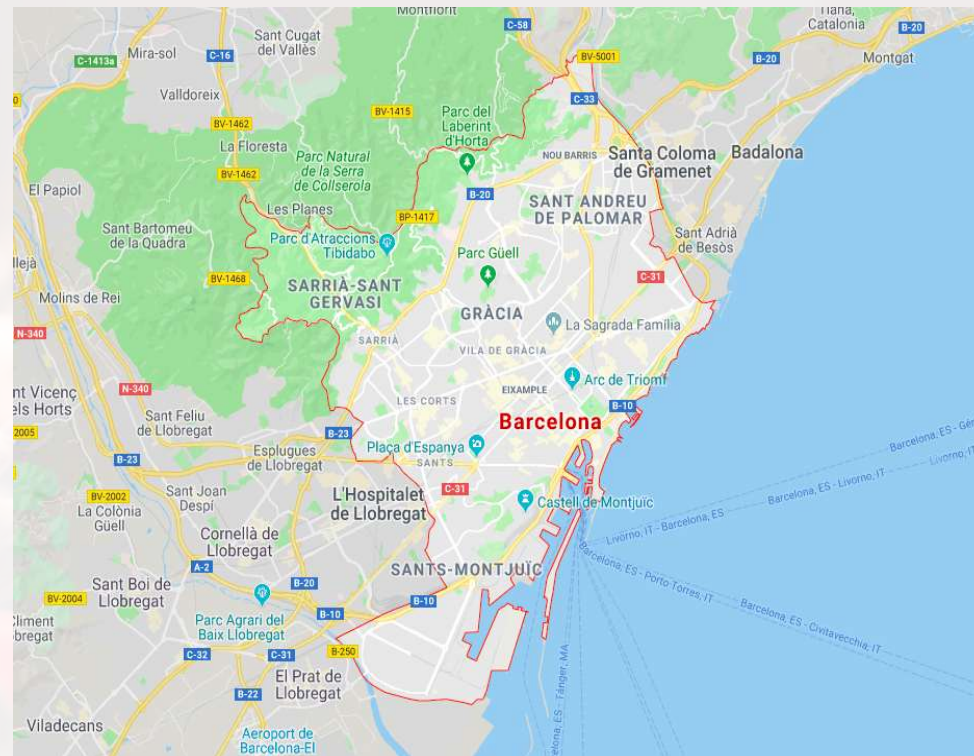 Montflorit
Tiana,
Catalonia
C-58
B-20
Sant Cugat
del Vallès
Mira-sol
C-16
C-1413a
BV-5001
B-20
Montgat
Valldoreix
C-33
BV-1415
Parc del
Laberint
d'Horta
BV-1462
La Floresta
NOU BARRIS
Santa Coloma
de Gramenet
Badalona
Parc Natural
de la Serra
de Collserola
BV-1462
El Papiol
B-20
Les Planes
SANT ANDREU
DE PALOMAR
BP-1417
Sant Bartomeu
de la Quadra
Parc d'Atraccions
Tibidabo
Sant Adrià
de Besòs
Parc Güell
BV-1468
C-31
SARRIÀ-SANT
GERVASI
Molins de Rei
GRÀCIA
La Sagrada Família
N-340
SARRIÀ
VILA DE GRÀCIA
Arc de Triomf
EIXAMPLE
N-340
LES CORTS
B-10
els Horts
Sant Feliu
de Llobregat
Barcelona
2005
B-23
Plaça d'Espanya
Esplugues
de Llobregat
SANTS
B-23
Barcelona, ES - Livorno, IT
Livorno, IT
C-31
Sant Joan
Despí
L'Hospitalet
de Llobregat
BV-2002
La Colònia
Güell
Castell de Montjuïc
Livorno, IT - Barcelona, ES
Cornellà de
Llobregat
Barcelona, ES - Porto Torres, IT
A-2
SANTS-MONTJUÏC
Sant Boi de
Llobregat
B-20
BV-2004
B-10
Barcelona, ES - Civitavecchia, IT
Parc Agrari del
Baix Llobregat
B-10
C-32
C-31
B-250
El Prat de
Llobregat
B-22
Viladecans
Aeroport de
Barcelona-El
ES - Tánger, MA